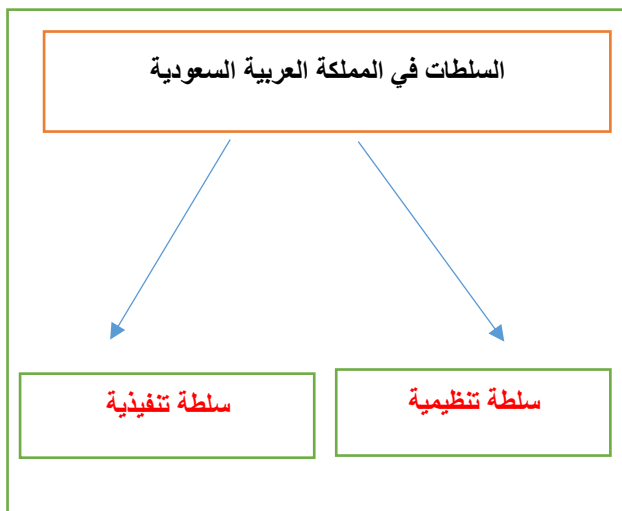 السلطات في المملكة العربية السعودية
سلطة تنظيمية
سلطة تنفيذية